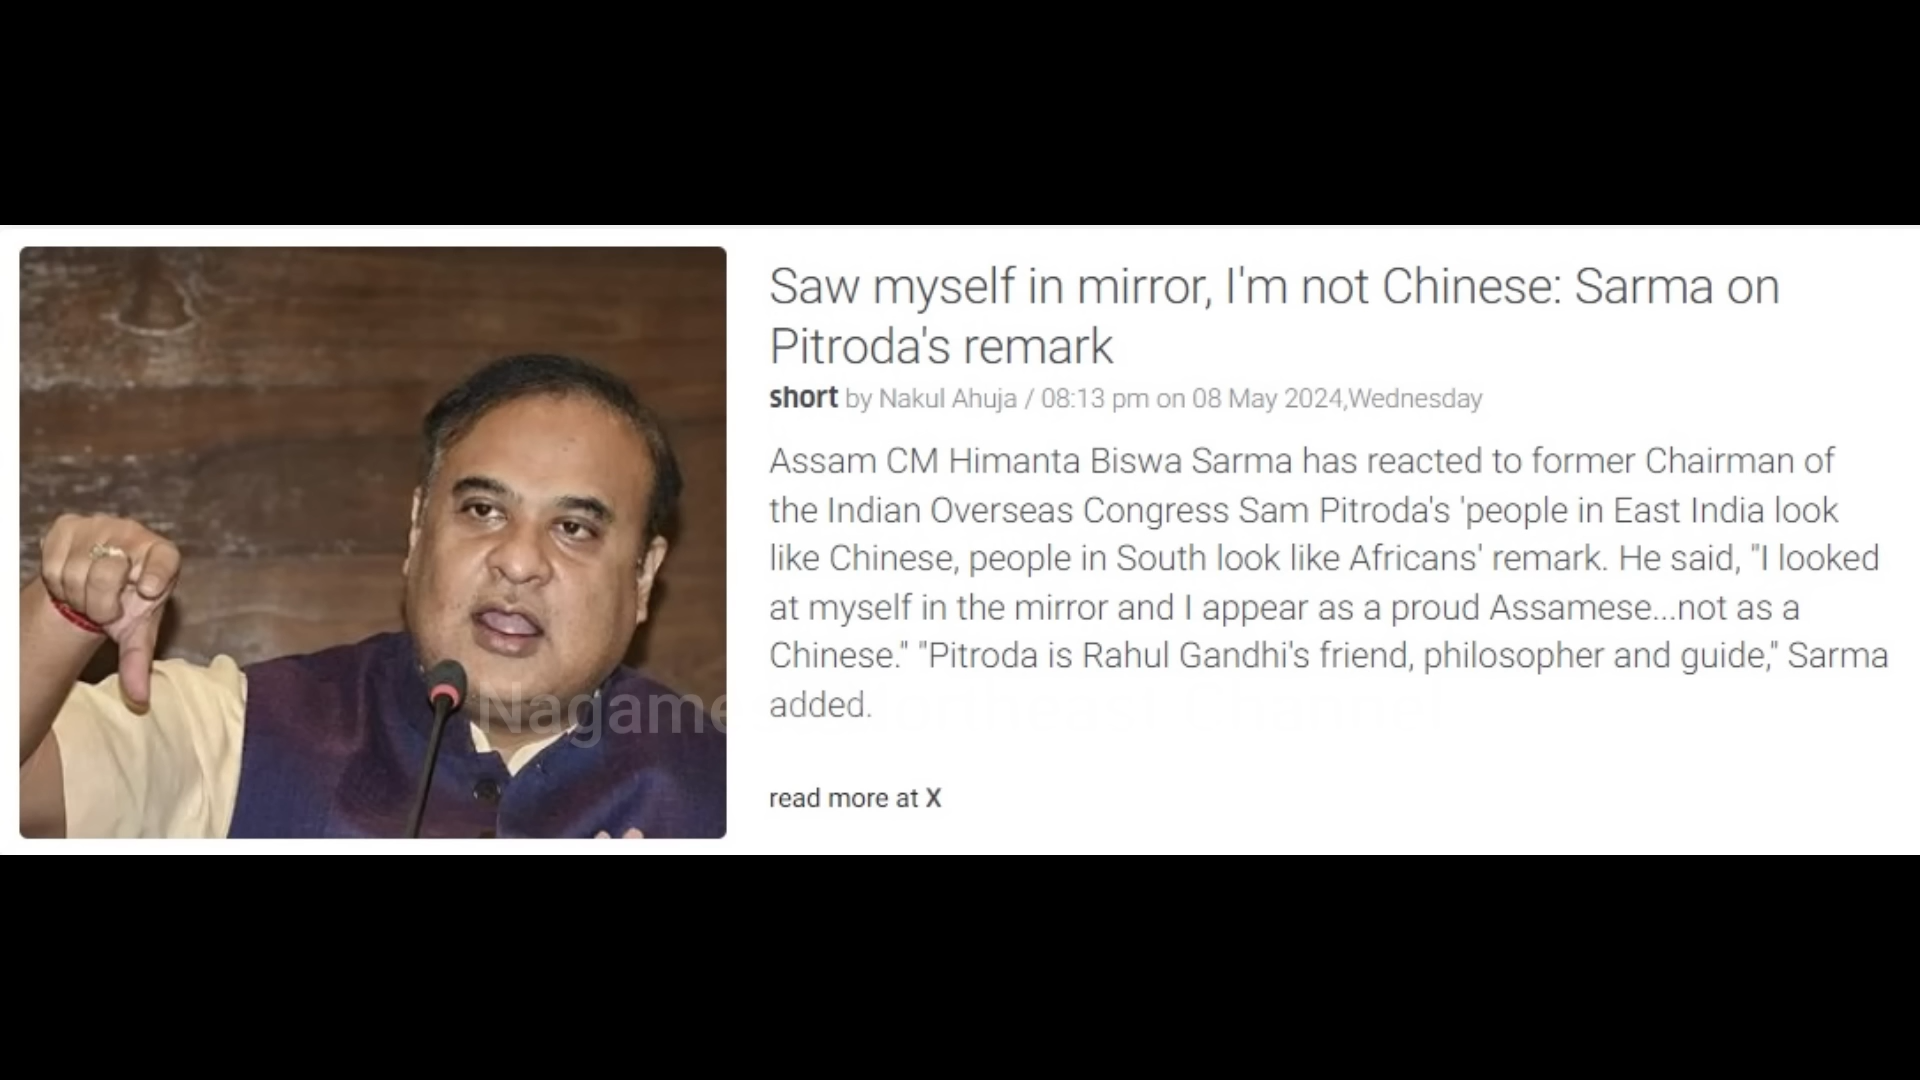 Saw myself in mirror, I'm not Chinese: Sarma on
Pitroda's remark
short by Nakul Ahuja / 08:13 pm on 08 May 2024,Wednesday
Assam CM Himanta Biswa Sarma has reacted to former Chairman of
the Indian Overseas Congress Sam Pitroda's 'people in East India look
like Chinese, people in South look like Africans' remark. He said, "I looked
at myself in the mirror and I appear as a proud Assamese...not as a
Chinese." "Pitroda is Rahul Gandhi's friend, philosopher and guide," Sarma
added.
read more at X